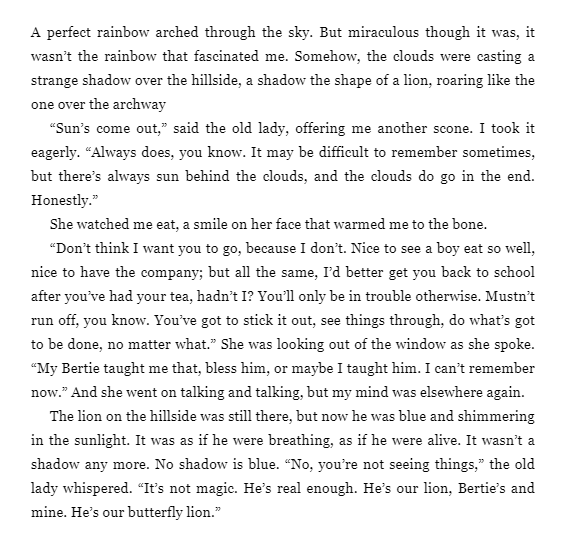 A perfect rainbow arched through the sky. But miraculous though it was, it
wasn’t the rainbow that fascinated me. Somehow, the clouds were casting a
strange shadow over the hillside, a shadow the shape of a lion, roaring like the
one over the archway
“Sun’s come out,” said the old lady, offering me another scone. I took it
eagerly. “Always does, you know. It may be difficult to remember sometimes,
but there’s always sun behind the clouds, and the clouds do go in the end.
Honestly.”
She watched me eat, a smile on her face that warmed me to the bone.
“Don’t think I want you to go, because I don’t. Nice to see a boy eat so well,
nice to have the company; but all the same, I’d better get you back to school
after you’ve had your tea, hadn’t I? You’ll only be in trouble otherwise. Mustn’t
run off, you know. You’ve got to stick it out, see things through, do what’s got
to be done, no matter what.” She was looking out of the window as she spoke.
“My Bertie taught me that, bless him, or maybe I taught him. I can’t remember
now.” And she went on talking and talking, but my mind was elsewhere again.
The lion on the hillside was still there, but now he was blue and shimmering
in the sunlight. It was as if he were breathing, as if he were alive. It wasn’t a
shadow any more. No shadow is blue. “No, you’re not seeing things,” the old
lady whispered. “It’s not magic. He’s real enough. He’s our lion, Bertie’s and
mine. He’s our butterfly lion.”